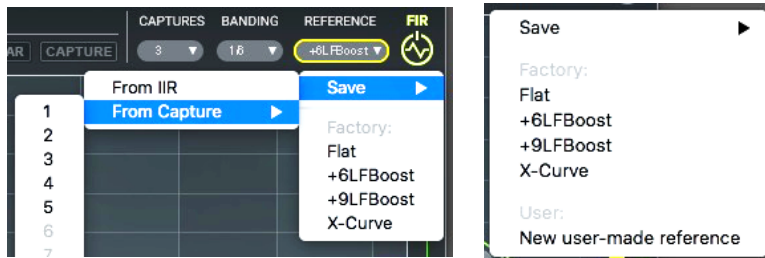 CAPTURES BANDING REFERENCE FIR
AR CAPTURE 3 1/6 +6LFBoost
From IIR
From Capture
1
2
3
4
5
6
7
Save
Factory:
Flat
+6LFBoost
+9LFBoost
X-Curve
Save
Factory:
Flat
+6LFBoost
+9LFBoost
X-Curve
User:
New user-made reference